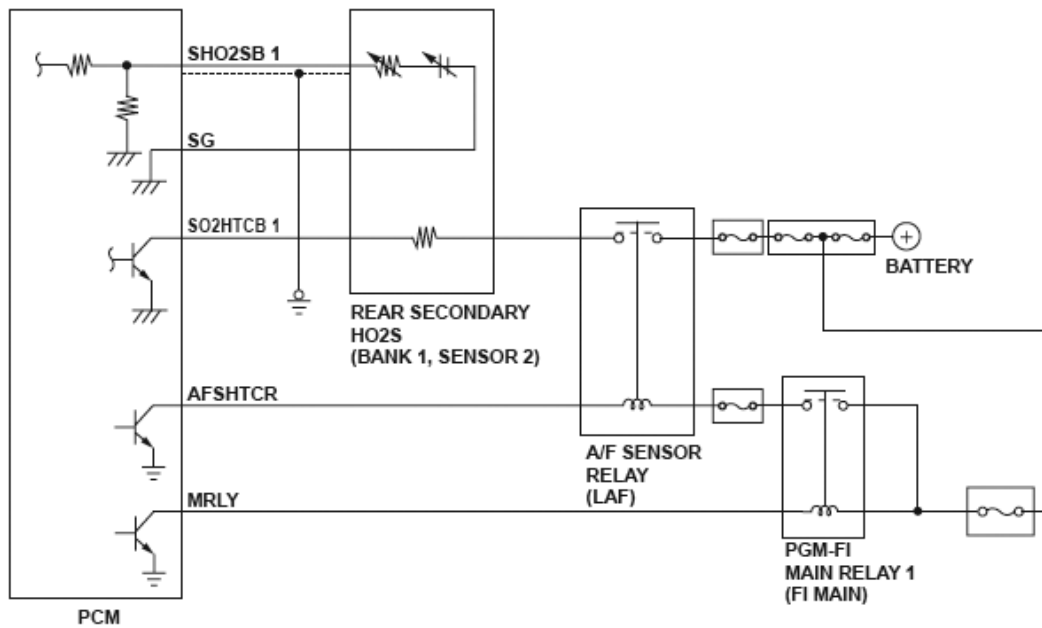 SHO2SB 1
SG
SO2HTCB 1
BATTERY
REAR SECONDARY
HO2S
(BANK 1, SENSOR 2)
AFSHTCR
A/F SENSOR
RELAY
(LAF)
MRLY
PGM-FI
MAIN RELAY 1
(FI MAIN)
PCM